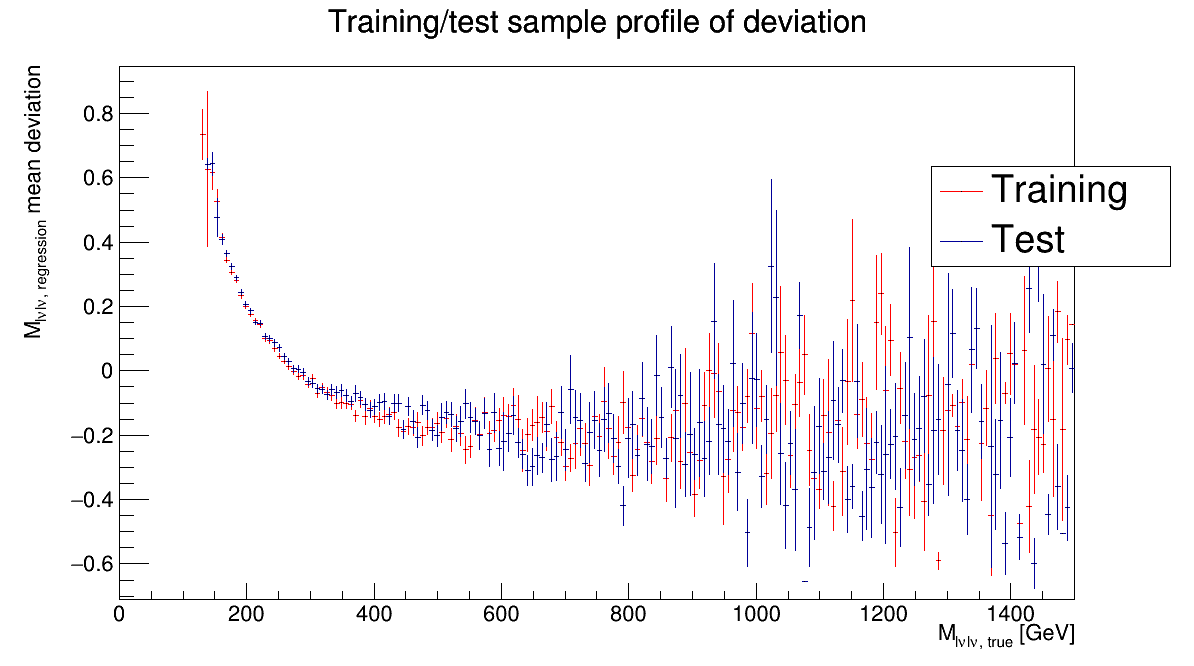 Training/test sample profile of deviation
M_lνlν, regression mean deviation
0.8
0.6
0.4
0.2
0
−0.2
−0.4
−0.6
Training
Test
0 200 400 600 800 1000 1200 1400
M_lνlν, true [GeV]